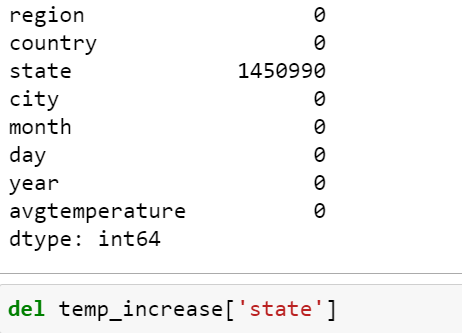 region 0
country 0
state 1450990
city 0
month 0
day 0
year 0
avgtemperature 0
dtype: int64
del temp_increase['state']